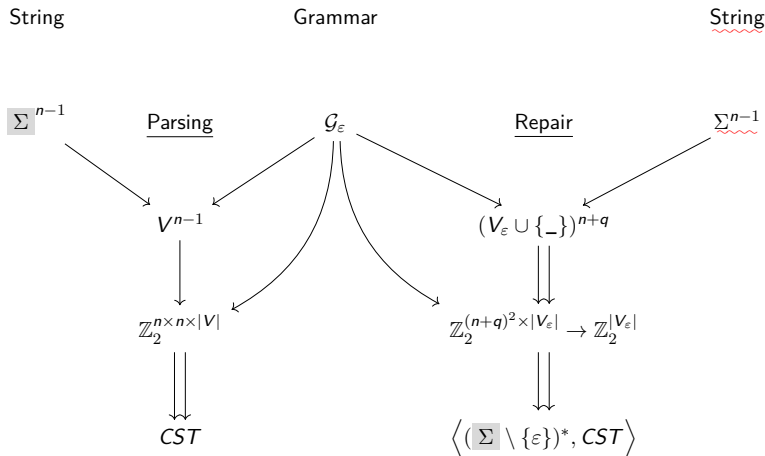 String Grammar String
Σ^{n−1} Parsing 𝒢_ε Repair Σ^{n−1}
V^{n−1} (V_ε ∪ {_})^{n+q}
ℤ_2^{n×n×|V|} ℤ_2^{(n+q)^2×|V_ε|} → ℤ_2^{|V_ε|}
CST ⟨(Σ \ {ε})^*, CST⟩